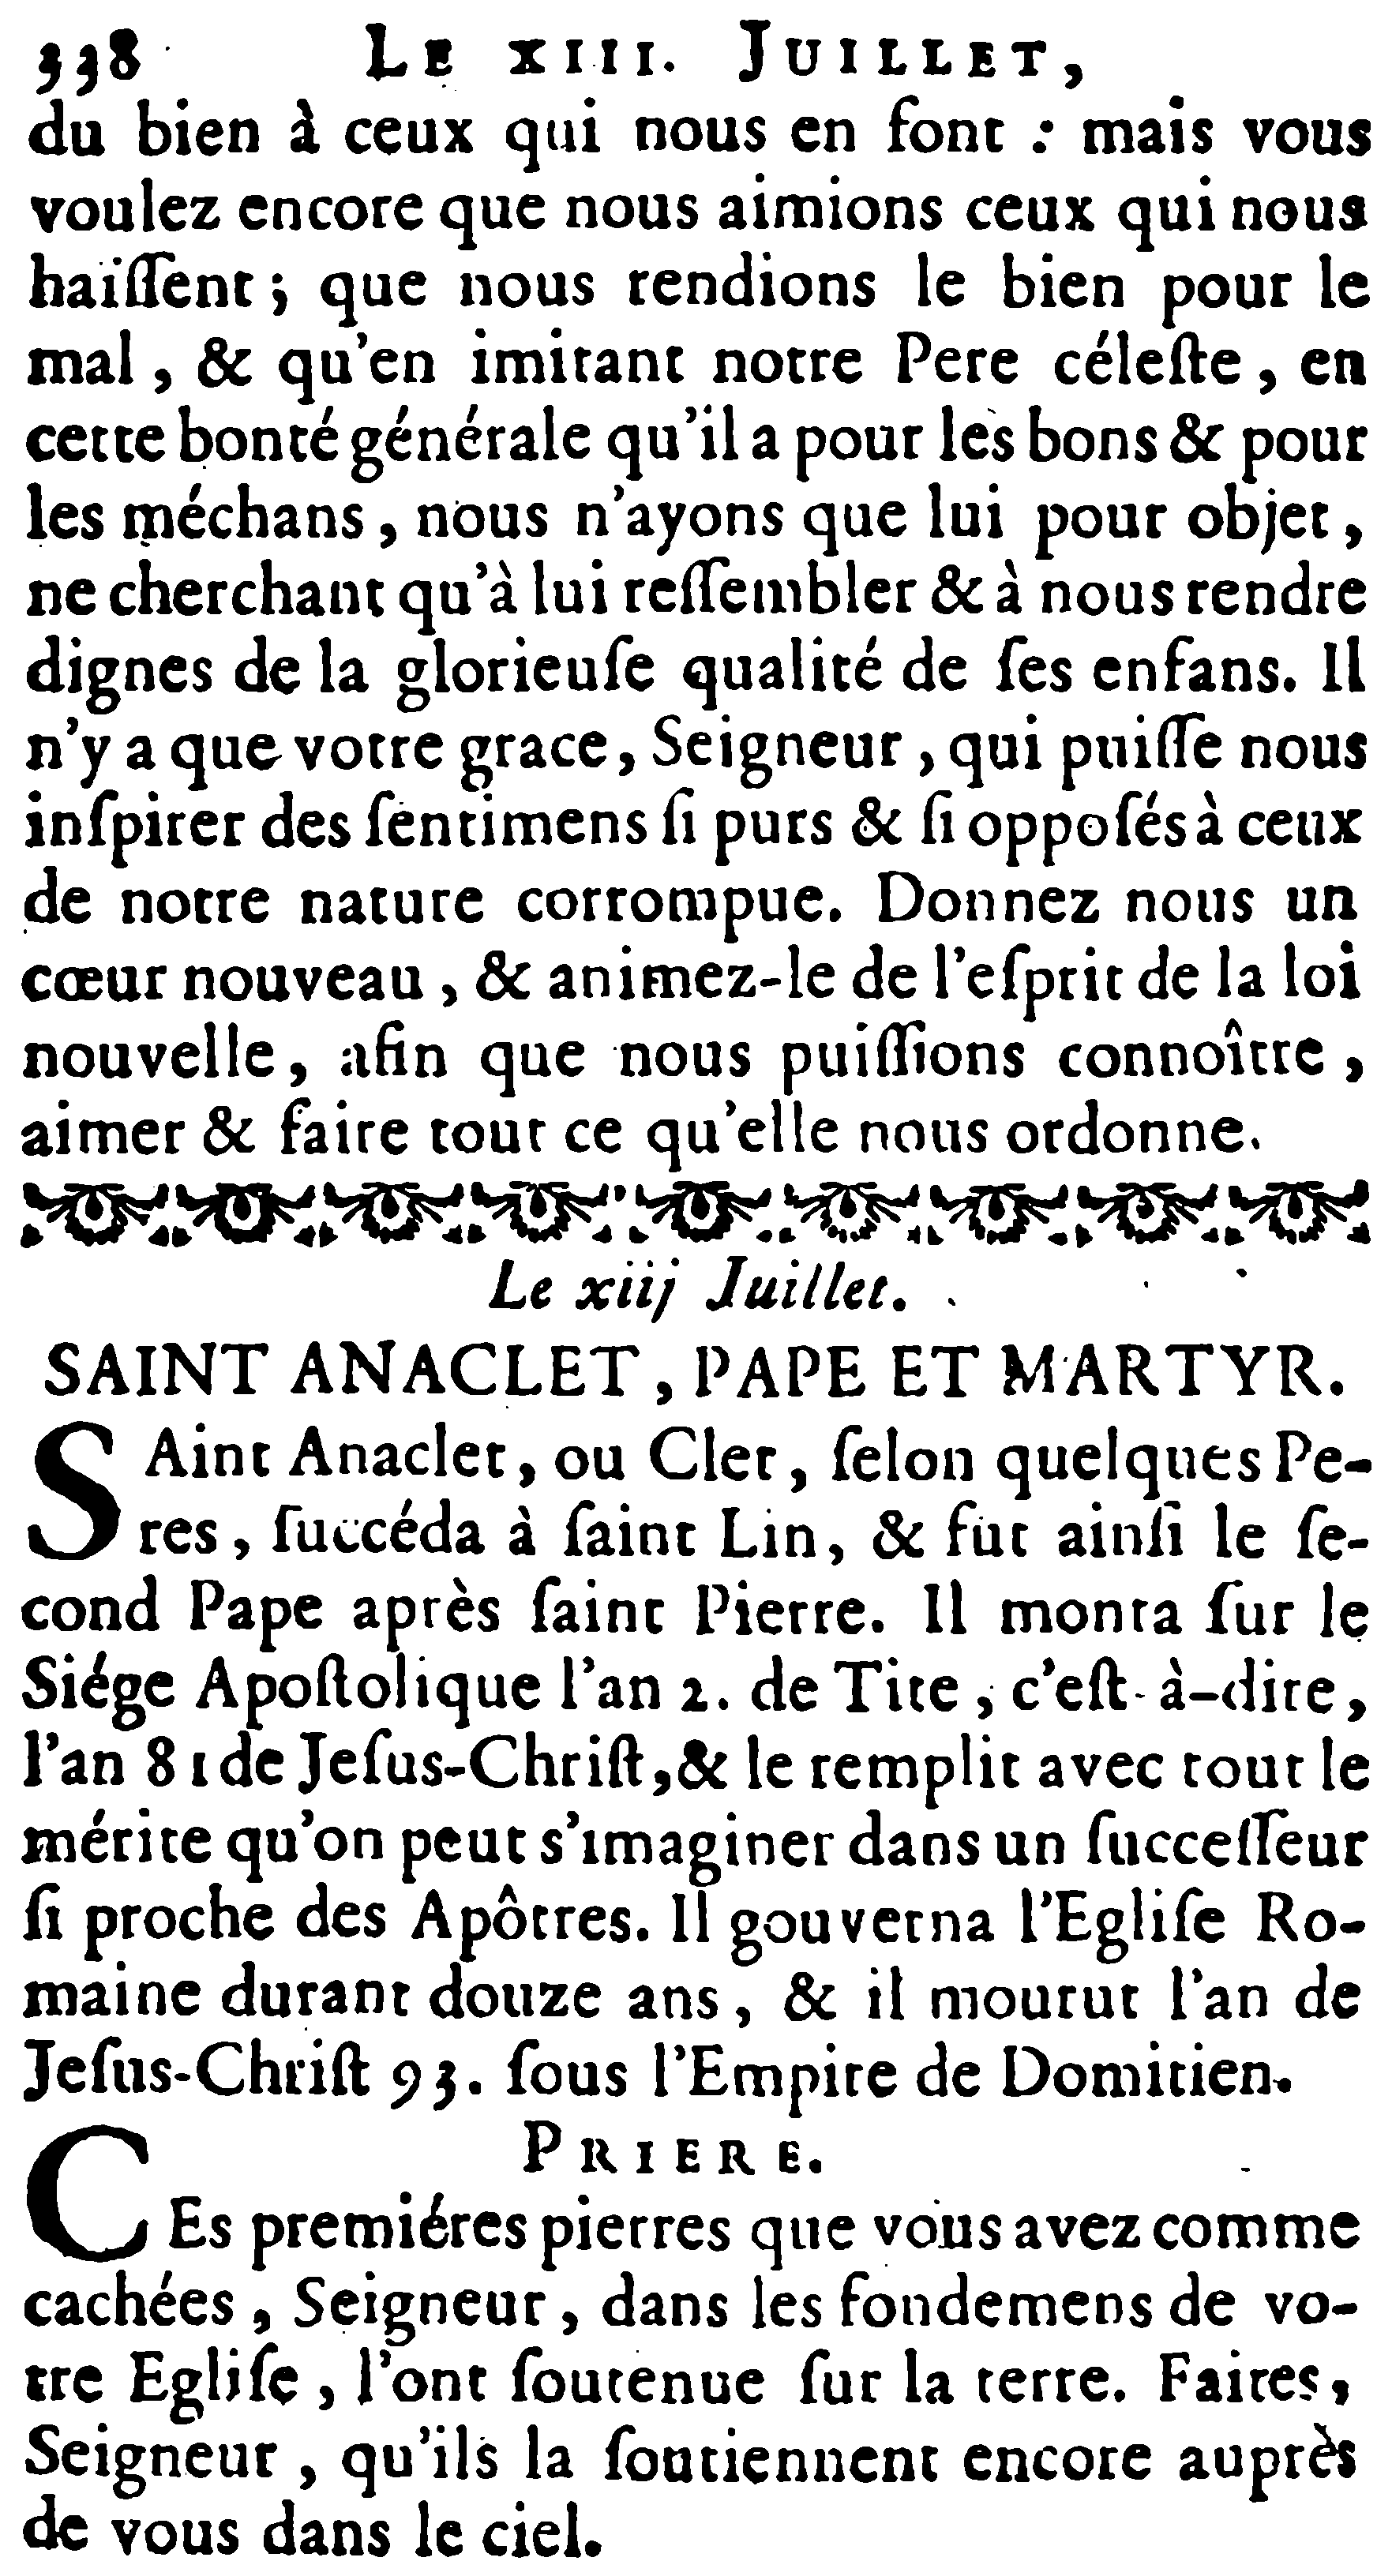 338 LE XIII. JUILLET,
du bien à ceux qui nous en font : mais vous
voulez encore que nous aimions ceux qui nous
haïſſent ; que nous rendions le bien pour le
mal , & qu'en imitant notre Pere céleſte , en
cette bonté générale qu'il a pour les bons & pour
les méchans , nous n'ayons que lui pour objet ,
ne cherchant qu'à lui reſſembler & à nous rendre
dignes de la glorieuſe qualité de ſes enfans. Il
n'y a que votre grace , Seigneur , qui puiſſe nous
inſpirer des ſentimens ſi purs & ſi oppoſés à ceux
de notre nature corrompue. Donnez nous un
cœur nouveau , & animez-le de l'eſprit de la loi
nouvelle , afin que nous puiſſions connoître ,
aimer & faire tout ce qu'elle nous ordonne.
Le xiij Juillet.
SAINT ANACLET , PAPE ET MARTYR.
SAint Anaclet , ou Clet , ſelon quelques Pe-
res , ſuccéda à ſaint Lin , & fut ainſi le ſe-
cond Pape après ſaint Pierre. Il monta ſur le
Siége Apoſtolique l'an 2. de Tite , c'eſt-à-dire ,
l'an 81 de Jeſus-Chriſt , & le remplit avec tout le
mérite qu'on peut s'imaginer dans un ſucceſſeur
ſi proche des Apôtres. Il gouverna l'Egliſe Ro-
maine durant douze ans , & il mourut l'an de
Jeſus-Chriſt 93. ſous l'Empire de Domitien.
PRIERE.
CEs premiéres pierres que vous avez comme
cachées , Seigneur , dans les fondemens de vo-
tre Egliſe , l'ont ſoutenue ſur la terre. Faites ,
Seigneur , qu'ils la ſoutiennent encore auprès
de vous dans le ciel.